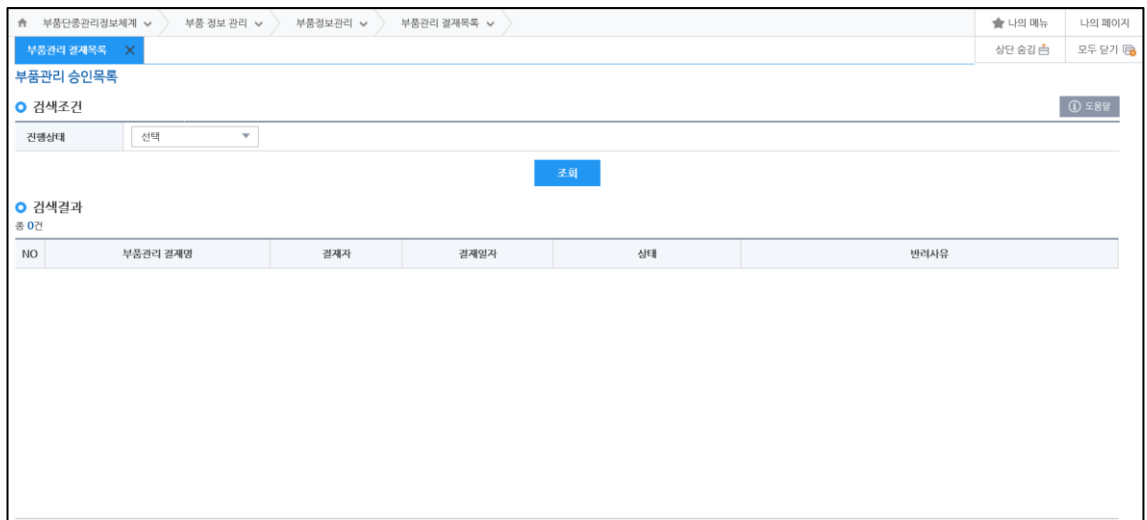 부품단종관리정보체계 부품 정보 관리 부품정보관리 부품관리 결재목록 나의 메뉴 나의 페이지
부품관리 결재목록 상단 숨김 모두 닫기
부품관리 승인목록
검색조건 도움말
진행상태 선택
조회
검색결과
총 0건
NO 부품관리 결재명 결재자 결재일자 상태 반려사유